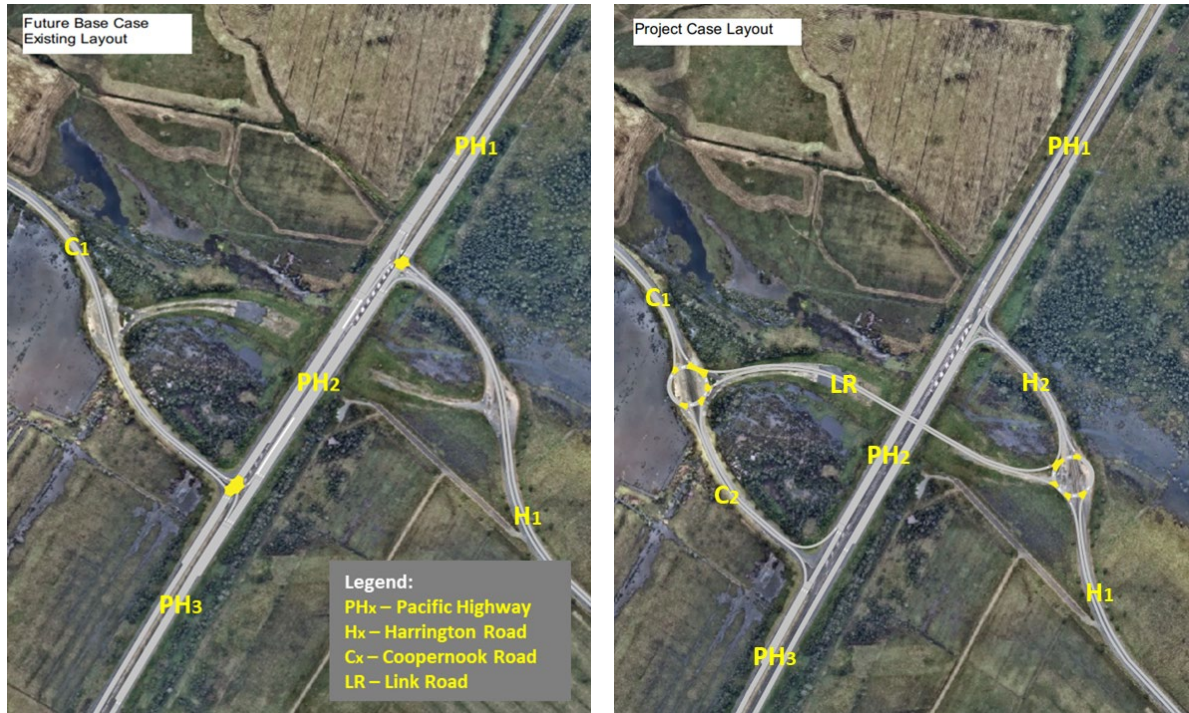 Future Base Case
Existing Layout
PH1
C1
PH2
H1
PH3
Legend:
PHx – Pacific Highway
Hx – Harrington Road
Cx – Coopernook Road
LR – Link Road
Project Case Layout
PH1
C1
LR
H2
PH2
C2
H1
PH3